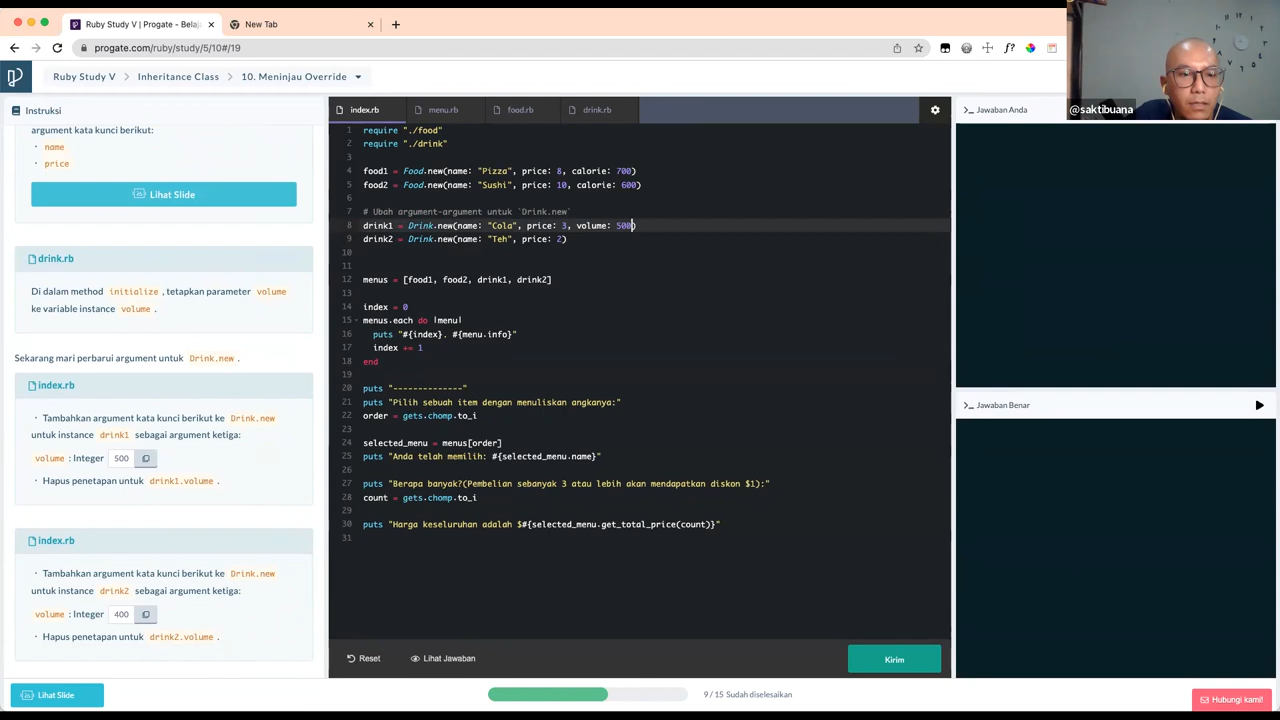 Ruby Study V | Progate - Belaja
New Tab
progate.com/ruby/study/5/10#/19
Ruby Study V
Inheritance Class
10. Meninjau Override
Instruksi
argument kata kunci berikut:
name
price
Lihat Slide
drink.rb
Di dalam method initialize , tetapkan parameter volume
ke variable instance volume .
Sekarang mari perbarui argument untuk Drink.new .
index.rb
・ Tambahkan argument kata kunci berikut ke Drink.new
untuk instance drink1 sebagai argument ketiga:
volume : Integer 500
・ Hapus penetapan untuk drink1.volume .
index.rb
・ Tambahkan argument kata kunci berikut ke Drink.new
untuk instance drink2 sebagai argument ketiga:
volume : Integer 400
・ Hapus penetapan untuk drink2.volume .
Lihat Slide
index.rb
menu.rb
food.rb
drink.rb
1 require "./food"
2 require "./drink"
3
4 food1 = Food.new(name: "Pizza", price: 8, calorie: 700)
5 food2 = Food.new(name: "Sushi", price: 10, calorie: 600)
6
7 # Ubah argument-argument untuk `Drink.new`
8 drink1 = Drink.new(name: "Cola", price: 3, volume: 500)
9 drink2 = Drink.new(name: "Teh", price: 2)
10
11
12 menus = [food1, food2, drink1, drink2]
13
14 index = 0
15 menus.each do |menu|
16 puts "#{index}. #{menu.info}"
17 index += 1
18 end
19
20 puts "--------------"
21 puts "Pilih sebuah item dengan menuliskan angkanya:"
22 order = gets.chomp.to_i
23
24 selected_menu = menus[order]
25 puts "Anda telah memilih: #{selected_menu.name}"
26
27 puts "Berapa banyak?(Pembelian sebanyak 3 atau lebih akan mendapatkan diskon $1):"
28 count = gets.chomp.to_i
29
30 puts "Harga keseluruhan adalah $#{selected_menu.get_total_price(count)}"
31
Reset
Lihat Jawaban
Kirim
9 / 15 Sudah diselesaikan
@saktibuana
Jawaban Anda
Jawaban Benar
Hubungi kami!